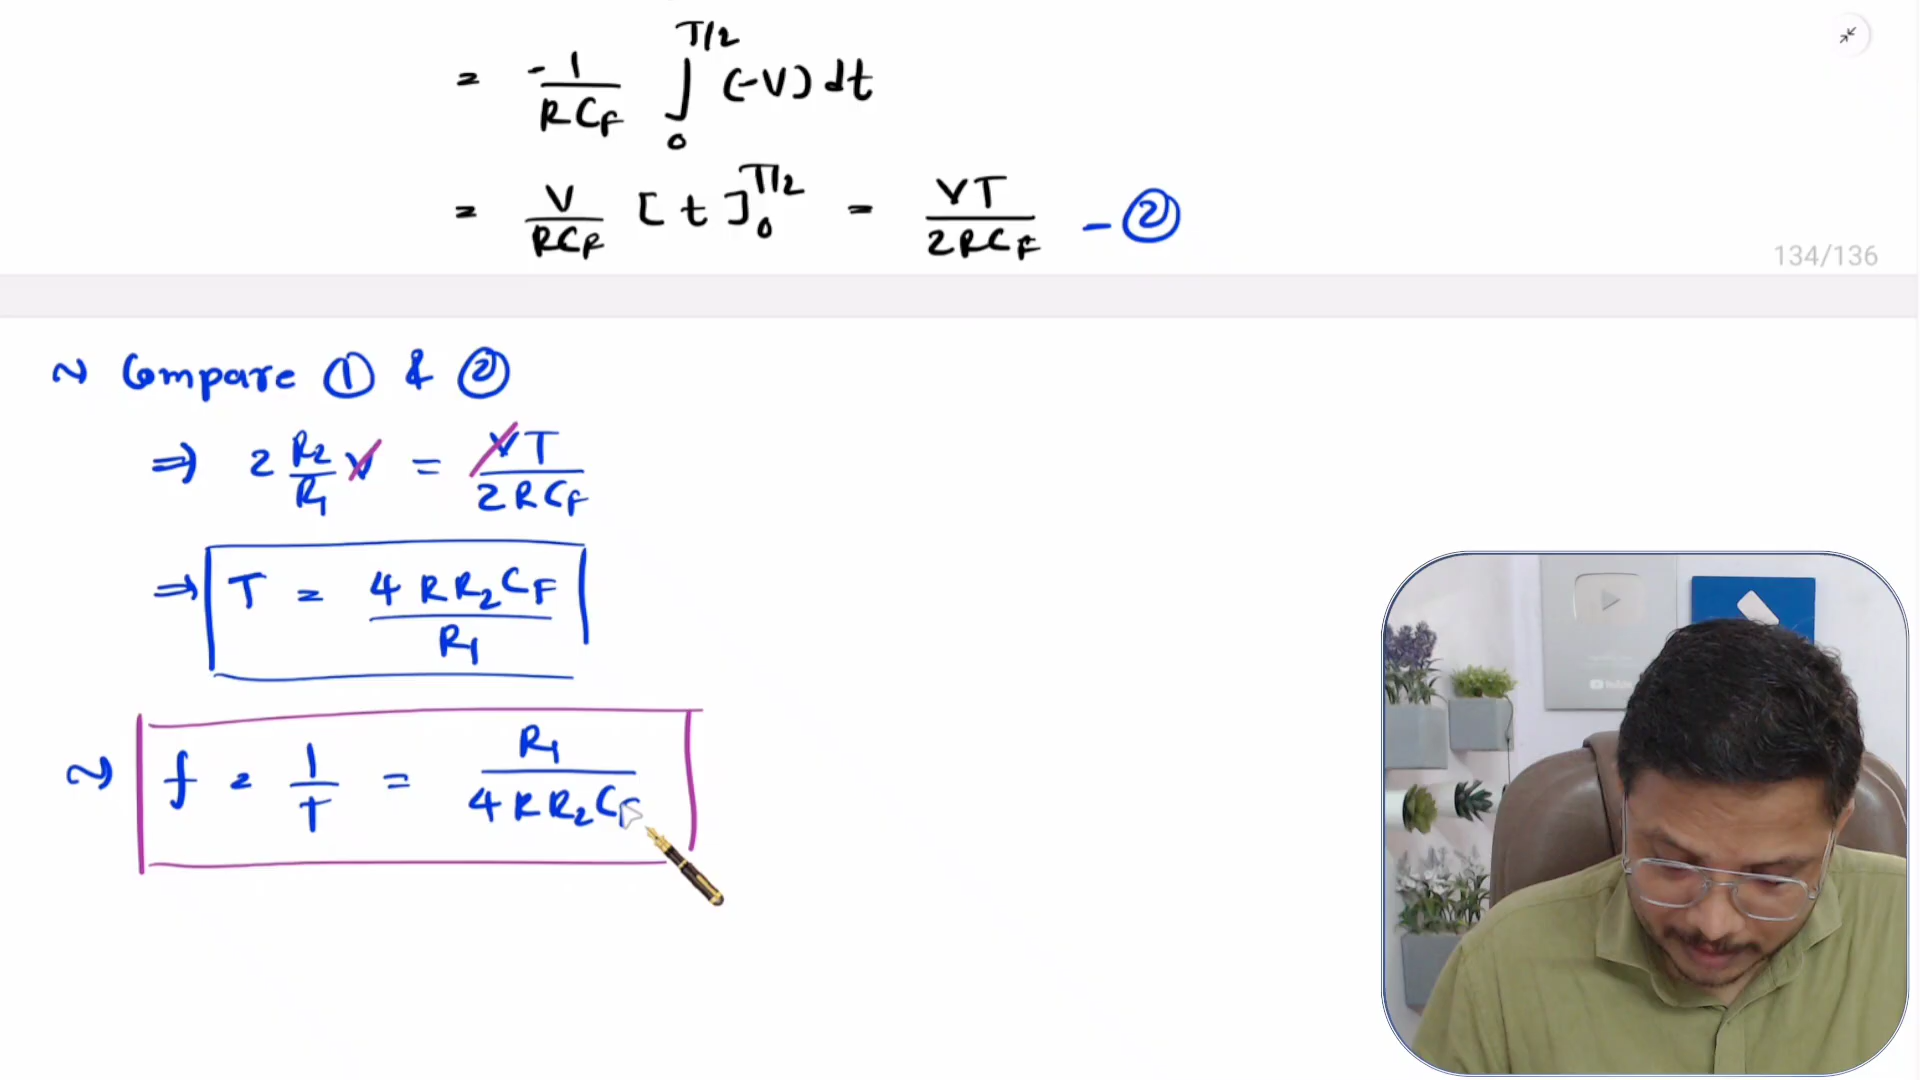 = -1/RC_F ∫_0^{T/2} (-V) dt
= V/RC_F [t]_0^{T/2} = VT/2RC_F - ②
134/136
~ Compare ① & ②
⇒ 2 R_2/R_1 V = VT/2RC_F
⇒ T = 4RR_2C_F/R_1
~ f = 1/T = R_1/4RR_2C_F